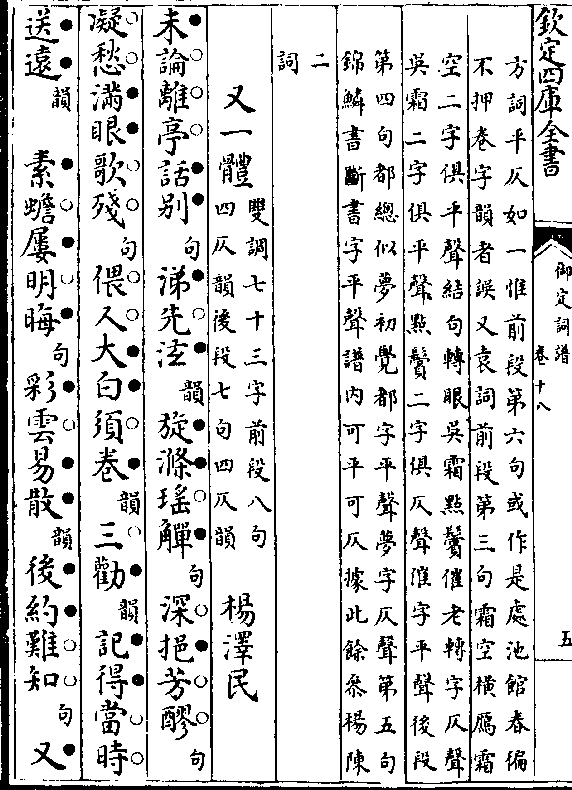 欽定四庫全書
御定詞譜
卷十八
五
方詞平仄如一惟前段第六句或作是處池館春徧
不押卷字韻者誤又袁詞前段第三句霜空橫雁霜
空二字俱平聲結句轉眼吳霜點鬢催老轉字仄聲
吳霜二字俱平聲點鬢二字俱仄聲催字平聲後段
第四句都總似夢初覺都字平聲夢字仄聲第五句
錦鱗書斷書字平聲譜內可平可仄據此餘參楊陳
二
詞
又一體
雙調七十三字前段八句
四仄韻後段七句四仄韻
楊澤民
未論離亭話別句涕先泫韻旋滌瑤觶句深挹芳醪句
凝愁滿眼歌殘句偎人大白須卷韻三勸韻記得當時
送遠韻素蟾屢明晦句彩雲易散韻後約難知句又